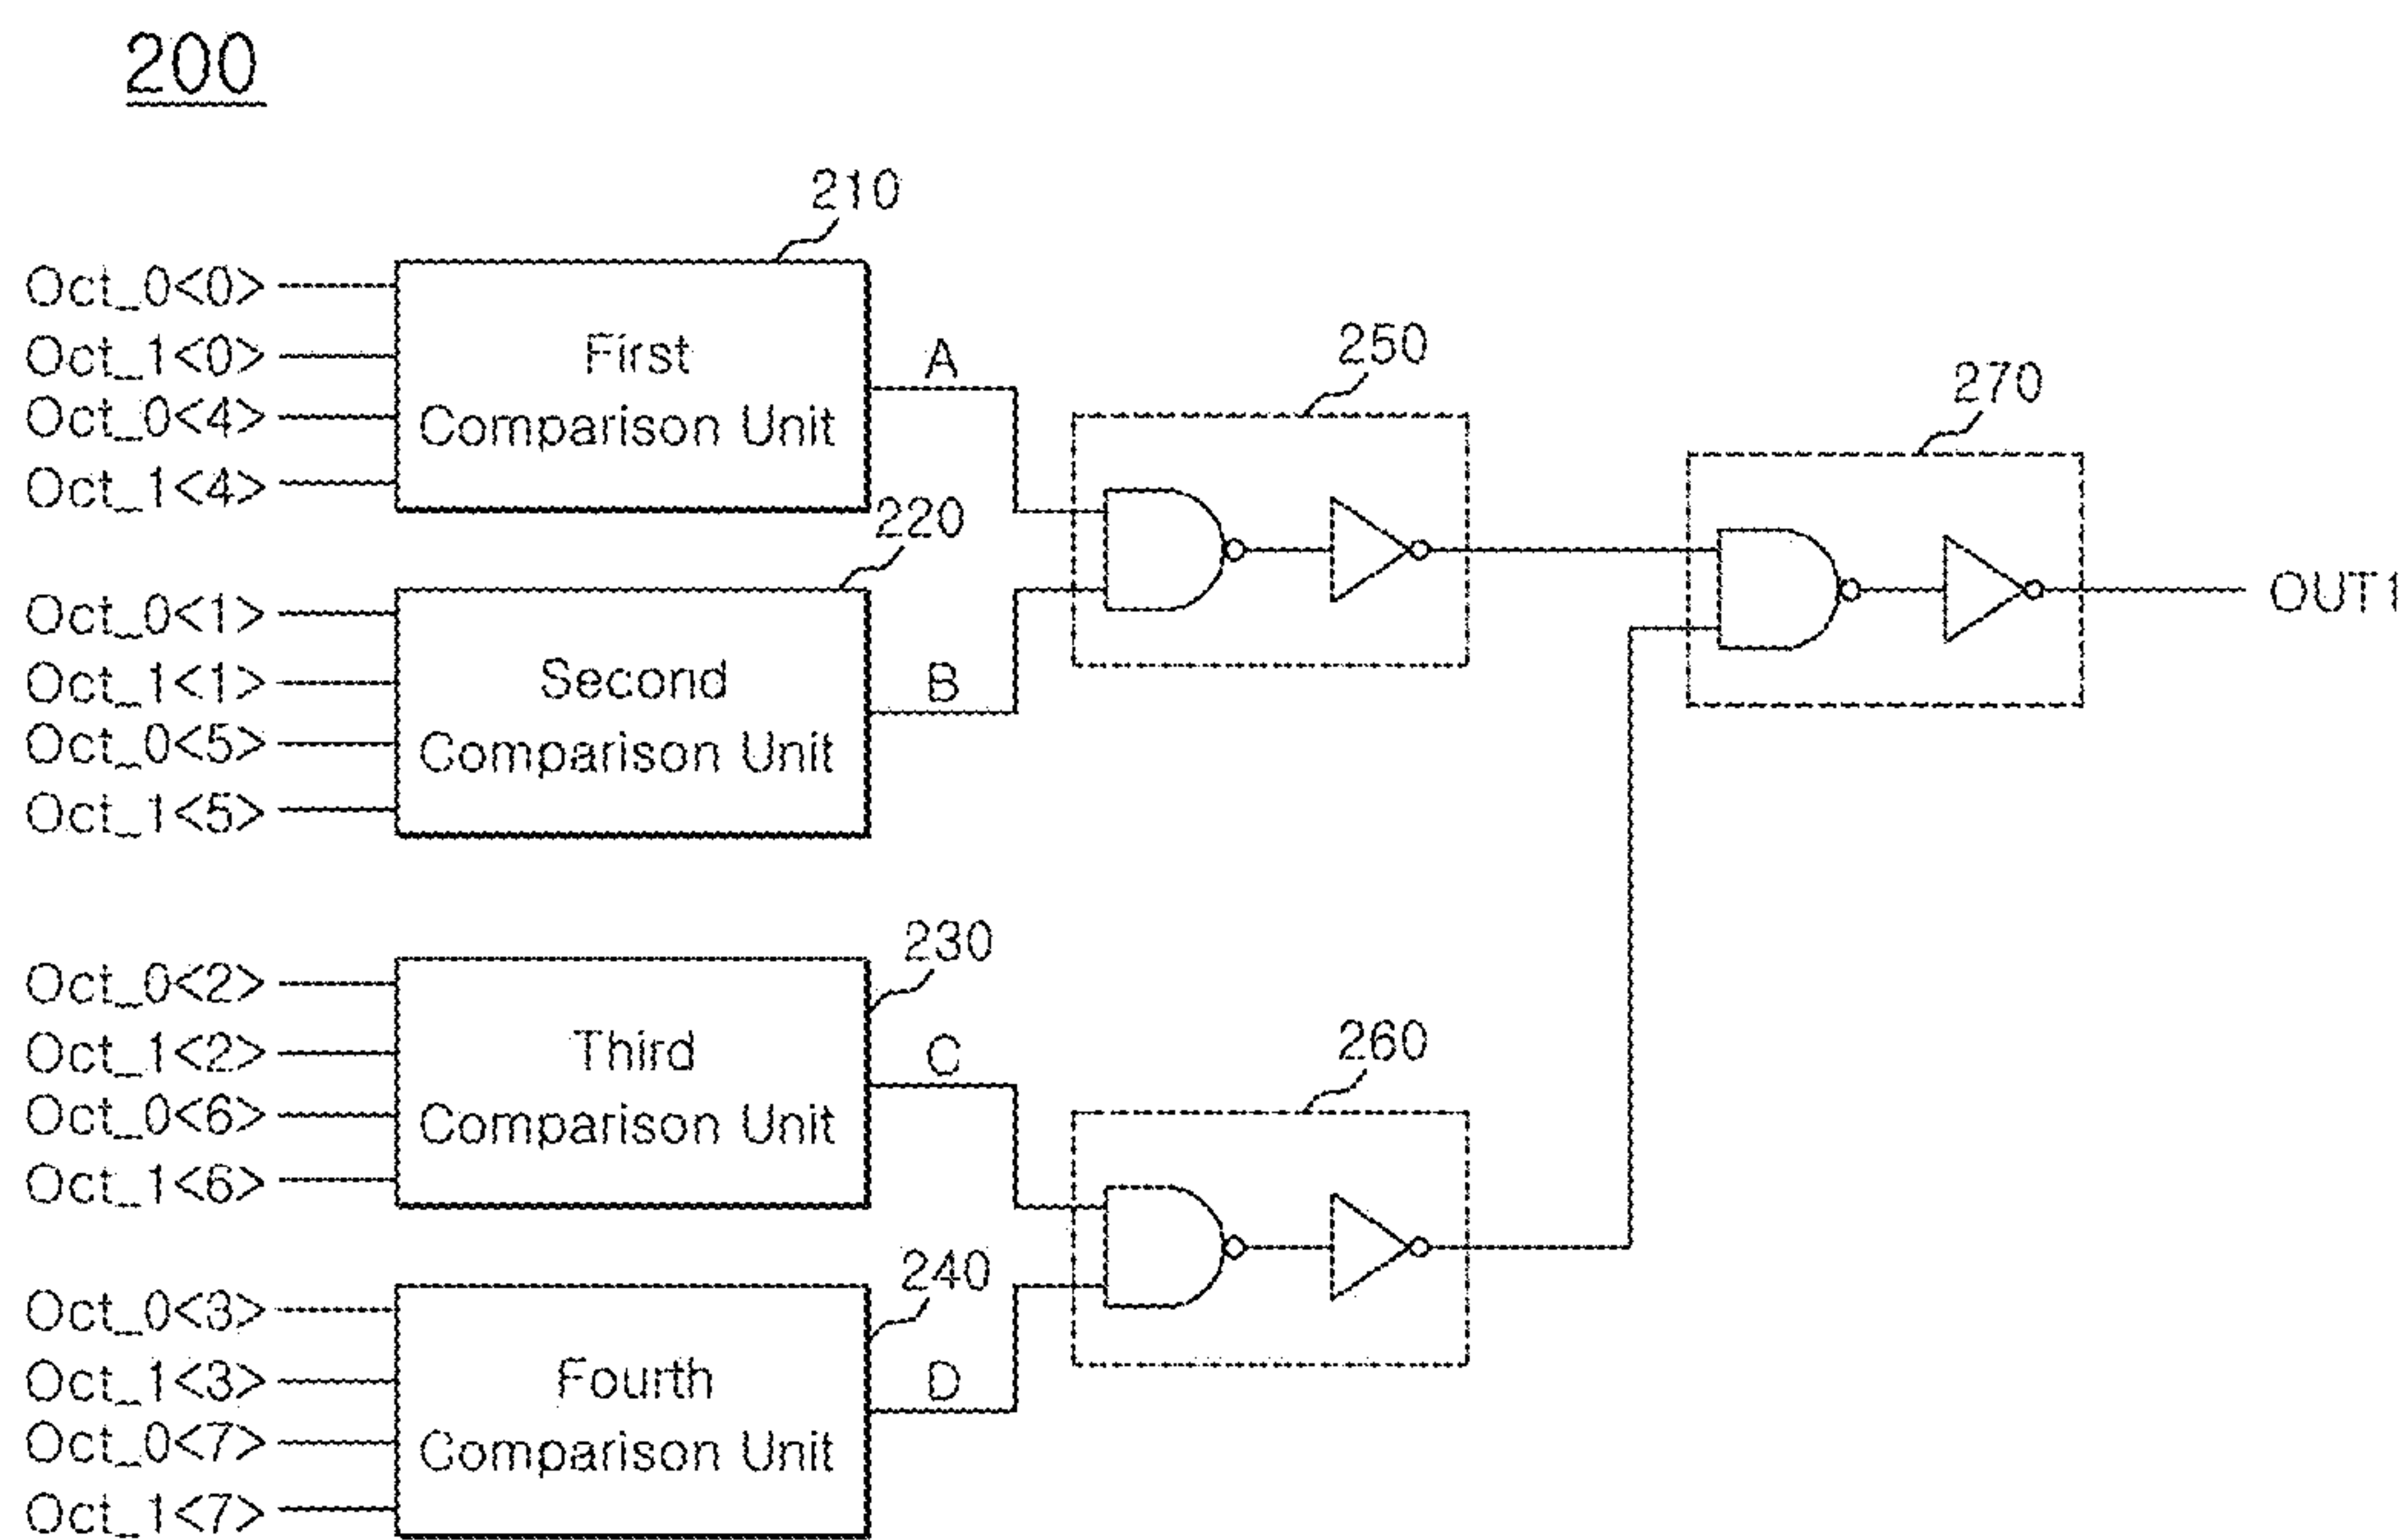 200
210
Oct_0<0>
Oct_1<0>
Oct_0<4>
Oct_1<4>
First
Comparison Unit
A
220
Oct_0<1>
Oct_1<1>
Oct_0<5>
Oct_1<5>
Second
Comparison Unit
B
250
270
OUT1
230
Oct_0<2>
Oct_1<2>
Oct_0<6>
Oct_1<6>
Third
Comparison Unit
C
240
Oct_0<3>
Oct_1<3>
Oct_0<7>
Oct_1<7>
Fourth
Comparison Unit
D
260